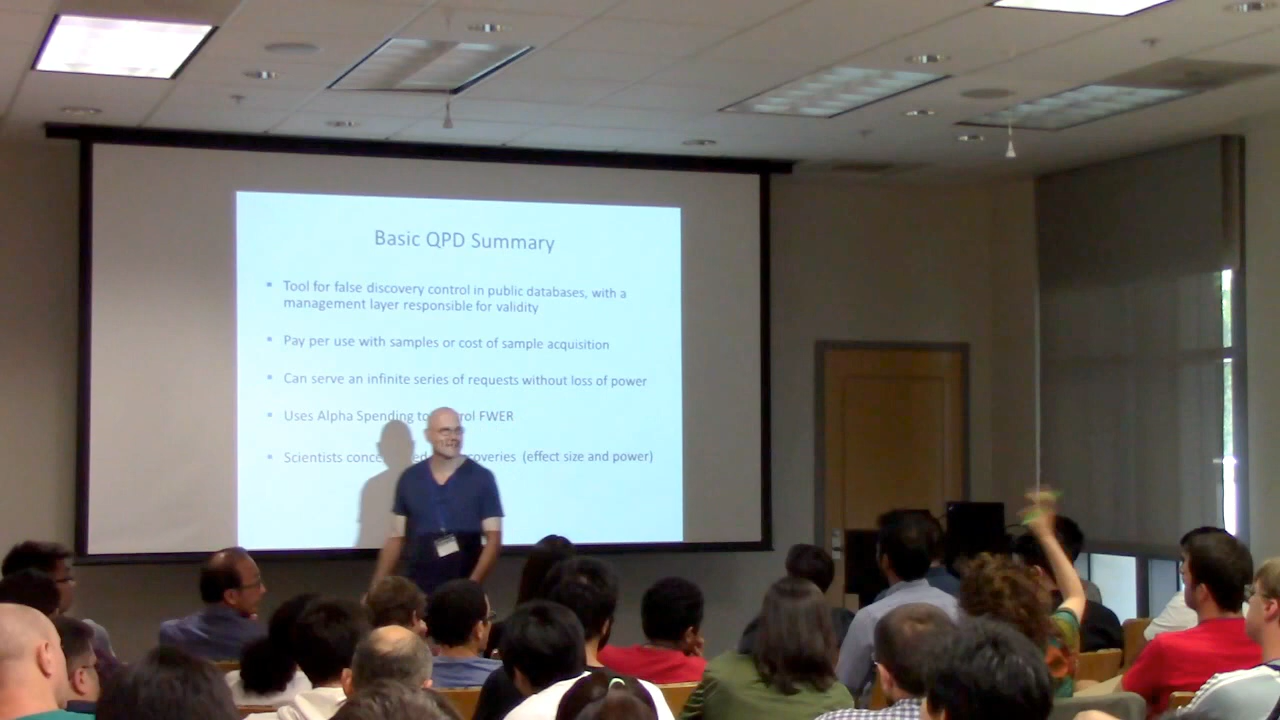 Basic QPD Summary
Tool for false discovery control in public databases, with a
management layer responsible for validity
Pay per use with samples or cost of sample acquisition
Can serve an infinite series of requests without loss of power
Uses Alpha Spending to FWER
Scientists (effect size and power)